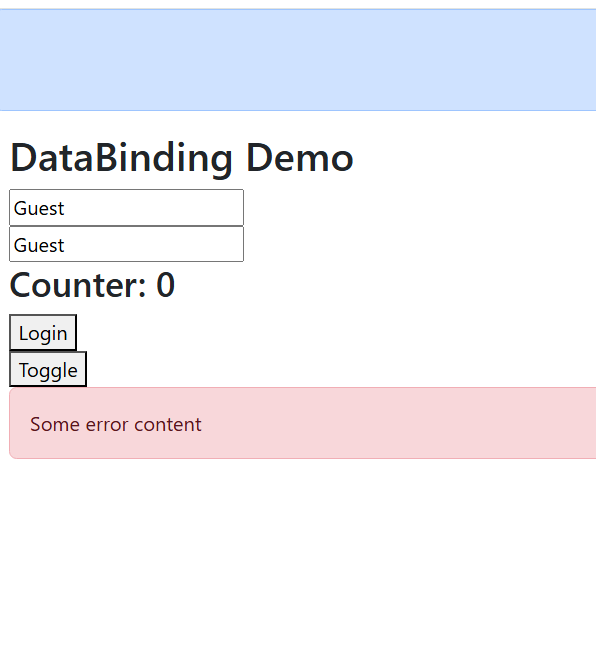 DataBinding Demo
Guest
Guest
Counter: 0
Login
Toggle
Some error content